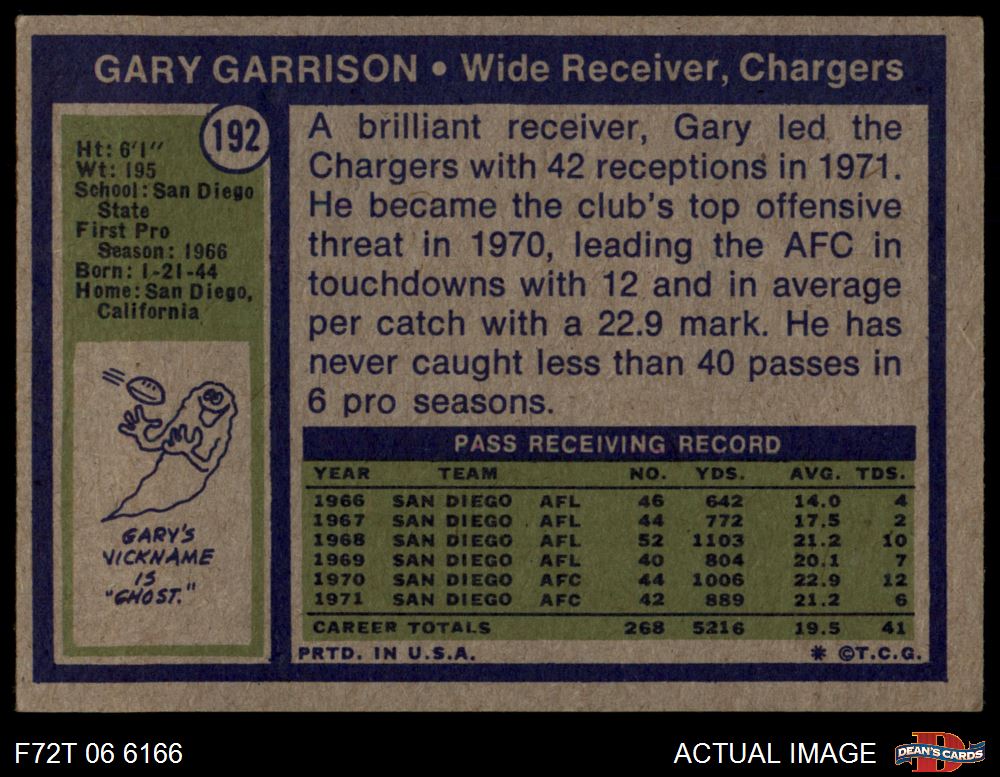 GARY GARRISON • Wide Receiver, Chargers
192
Ht: 6'1"
Wt: 195
School: San Diego
State
First Pro
Season: 1966
Born: 1-21-44
Home: San Diego,
California
GARY'S
NICKNAME
IS
"GHOST."
A brilliant receiver, Gary led the
Chargers with 42 receptions in 1971.
He became the club's top offensive
threat in 1970, leading the AFC in
touchdowns with 12 and in average
per catch with a 22.9 mark. He has
never caught less than 40 passes in
6 pro seasons.
PASS RECEIVING RECORD
YEAR TEAM NO. YDS. AVG. TDS.
1966 SAN DIEGO AFL 46 642 14.0 4
1967 SAN DIEGO AFL 44 772 17.5 2
1968 SAN DIEGO AFL 52 1103 21.2 10
1969 SAN DIEGO AFL 40 804 20.1 7
1970 SAN DIEGO AFC 44 1006 22.9 12
1971 SAN DIEGO AFC 42 889 21.2 6
CAREER TOTALS 268 5216 19.5 41
PRTD. IN U.S.A. * ©T.C.G.
F72T 06 6166
ACTUAL IMAGE
D
DEAN'S CARDS